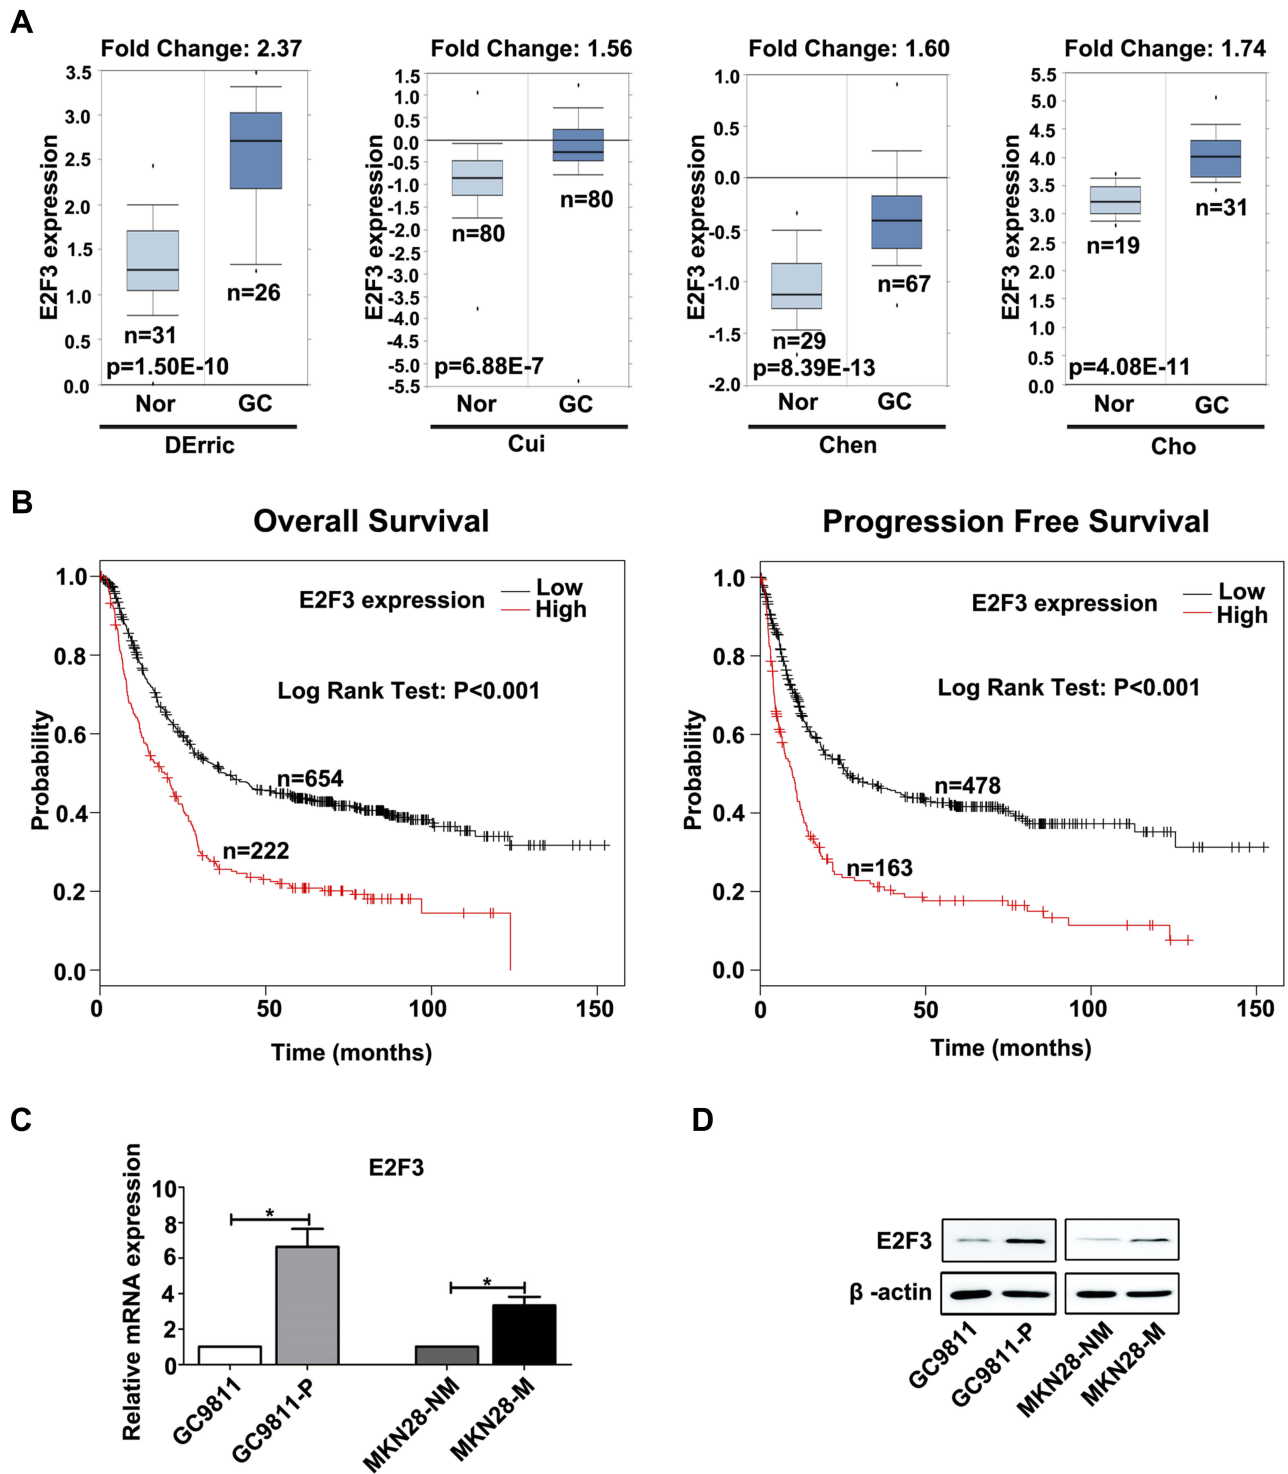 A
Fold Change: 2.37
Fold Change: 1.56
Fold Change: 1.60
Fold Change: 1.74
E2F3 expression
3.5
3.0
2.5
2.0
1.5
1.0
0.5
0.0
n=31
n=26
p=1.50E-10
Nor GC
DErric
E2F3 expression
1.5
1.0
0.5
0.0
-0.5
-1.0
-1.5
-2.0
-2.5
-3.0
-3.5
-4.0
-4.5
-5.0
-5.5
n=80
n=80
p=6.88E-7
Nor GC
Cui
E2F3 expression
1.0
0.5
0.0
-0.5
-1.0
-1.5
-2.0
n=29
n=67
p=8.39E-13
Nor GC
Chen
E2F3 expression
5.5
5.0
4.5
4.0
3.5
3.0
2.5
2.0
1.5
1.0
0.5
0.0
n=19
n=31
p=4.08E-11
Nor GC
Cho
B
Overall Survival
Probability
1.0
0.8
0.6
0.4
0.2
0.0
E2F3 expression
Low
High
Log Rank Test: P<0.001
n=654
n=222
0 50 100 150
Time (months)
Progression Free Survival
Probability
1.0
0.8
0.6
0.4
0.2
0.0
E2F3 expression
Low
High
Log Rank Test: P<0.001
n=478
n=163
0 50 100 150
Time (months)
C
E2F3
Relative mRNA expression
10
8
6
4
2
0
*
*
GC9811
GC9811-P
MKN28-NM
MKN28-M
D
E2F3
β -actin
GC9811
GC9811-P
MKN28-NM
MKN28-M